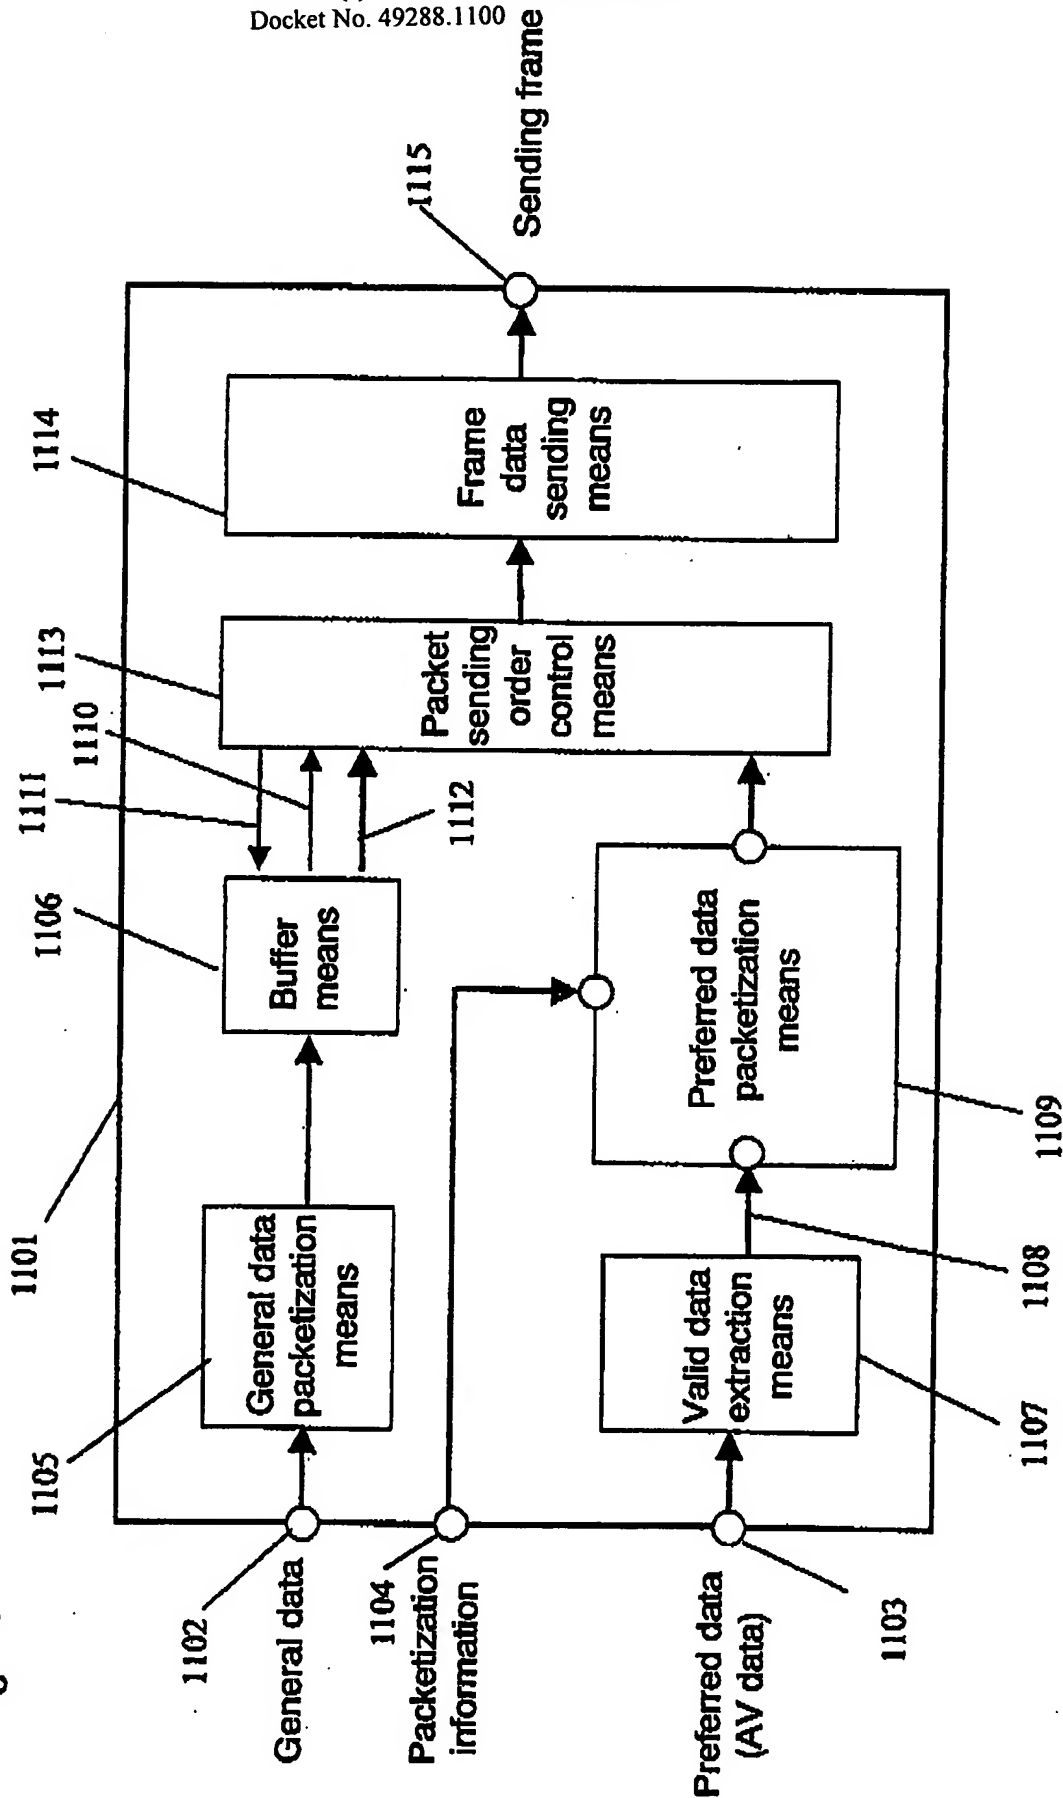 Docket No. 49288.1100
1101
1105
1106
1111
1110
1113
1114
1115
1102
General data
General data
packetization
means
Buffer
means
1112
Packet
sending
order
control
means
Frame
data
sending
means
Sending frame
1104
Packetization
information
Preferred data
(AV data)
1103
Valid data
extraction
means
1107
1108
Preferred data
packetization
means
1109